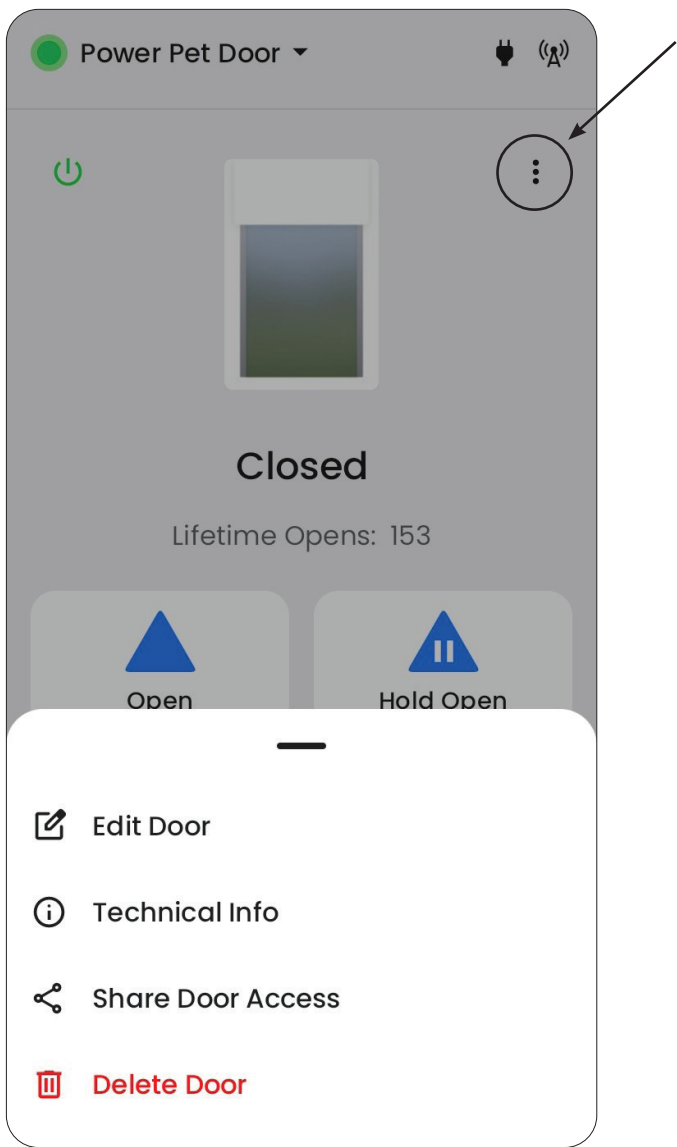 Power Pet Door
Closed
Lifetime Opens: 153
Open
Hold Open
Edit Door
Technical Info
Share Door Access
Delete Door